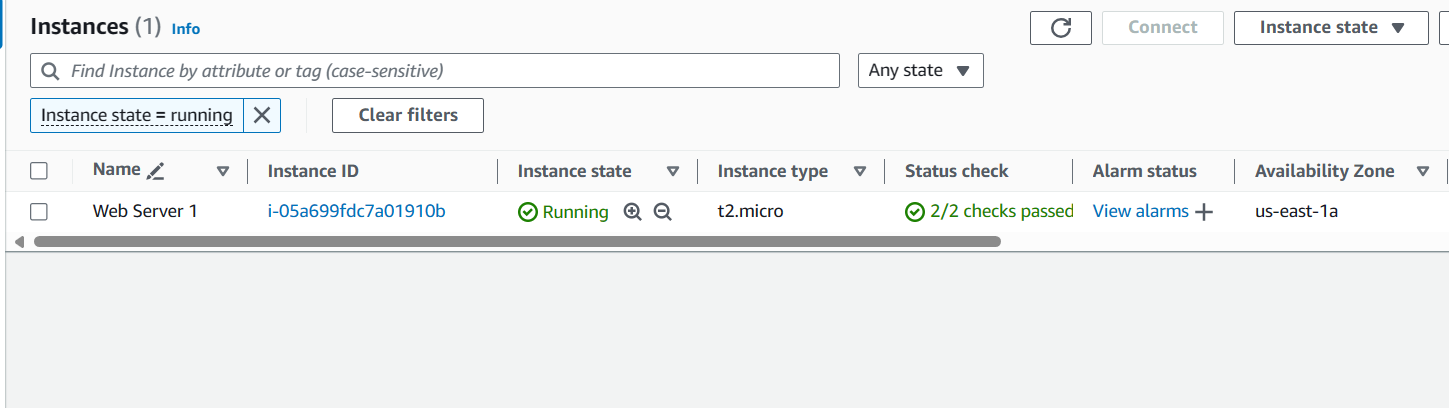 Instances (1) Info
Connect
Instance state
Find Instance by attribute or tag (case-sensitive)
Any state
Instance state = running
Clear filters
Name Instance ID Instance state Instance type Status check Alarm status Availability Zone
Web Server 1 i-05a699fdc7a01910b Running t2.micro 2/2 checks passed View alarms + us-east-1a